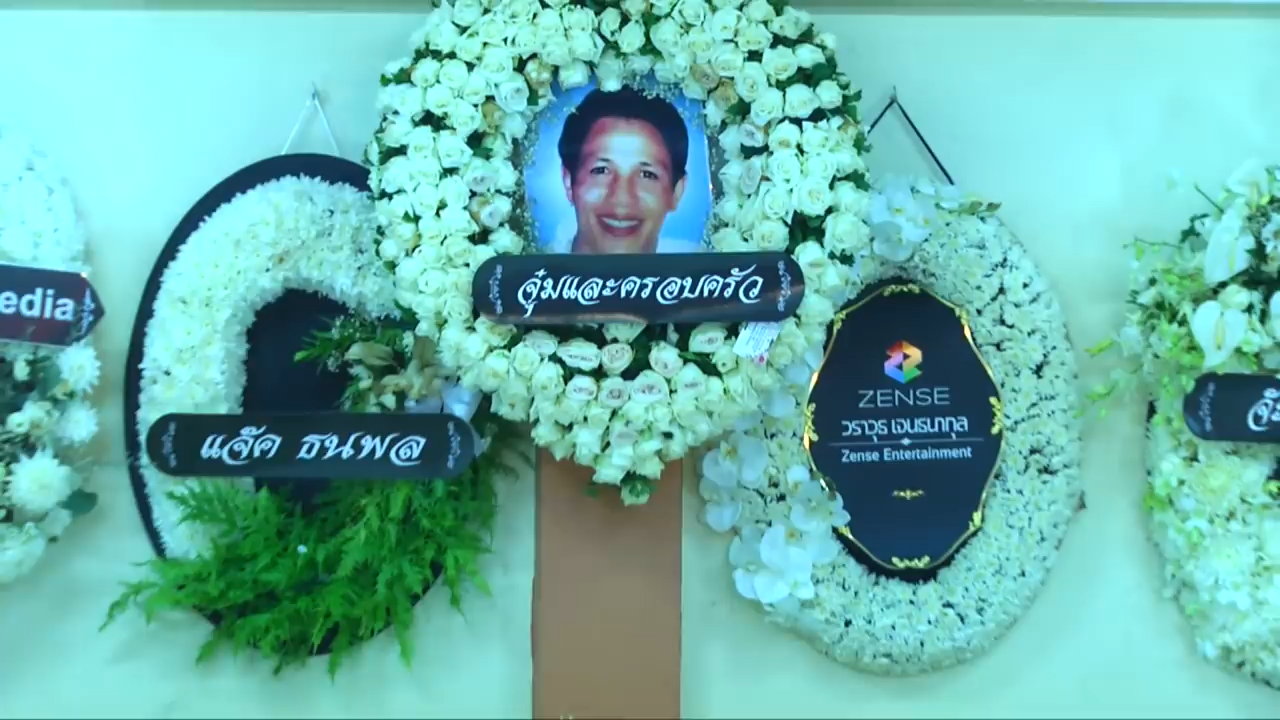 edia
จุ๋มและครอบครัว
แจ๊ค ธนพล
ZENSE
วราวุธ เจนธนากุล
Zense Entertainment